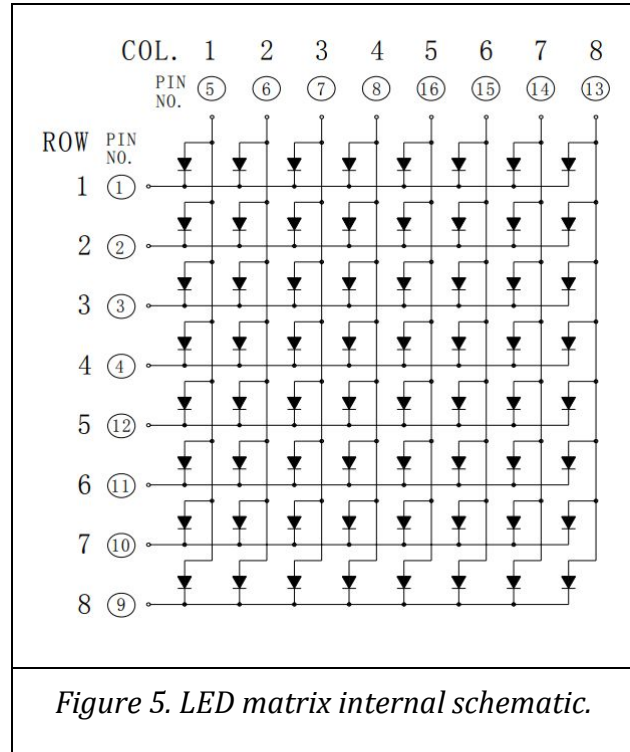 COL. 1 2 3 4 5 6 7 8
PIN NO. 5 6 7 8 16 15 14 13
ROW PIN NO.
1 1
2 2
3 3
4 4
5 12
6 11
7 10
8 9
Figure 5. LED matrix internal schematic.